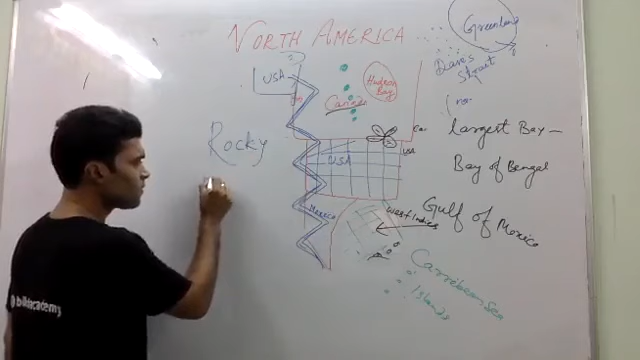 NORTH AMERICA
Greenland
Davis
Strait
USA
Hudson
Bay
Canada
Largest Bay -
Bay of Bengal
Rocky
USA
USA
Mexico
West Indies
Gulf of Mexico
Carribean Sea
Islands